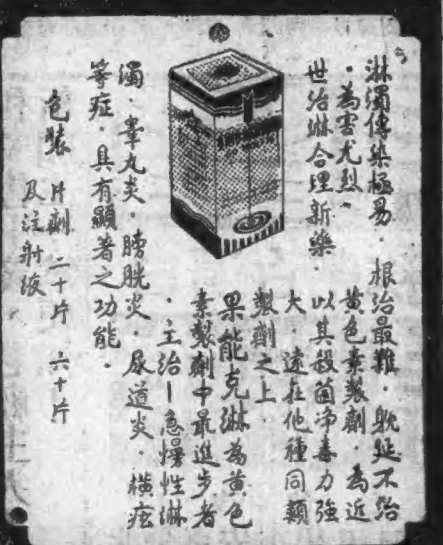 淋濁傳染極易．根治最難．躭延不治
．為害尤烈．黃色素製劑．為近
世治淋合理新藥．以其殺菌淨毒力強
大．遠在他種同類
製劑之上．
果能克淋為黃色
素製劑中最進步者
．主治－急慢性淋
濁．睾丸炎．膀胱炎．尿道炎．橫痃
等症．具有顯著之功能．
包裝 片劑 二十片 六十片
及注射液